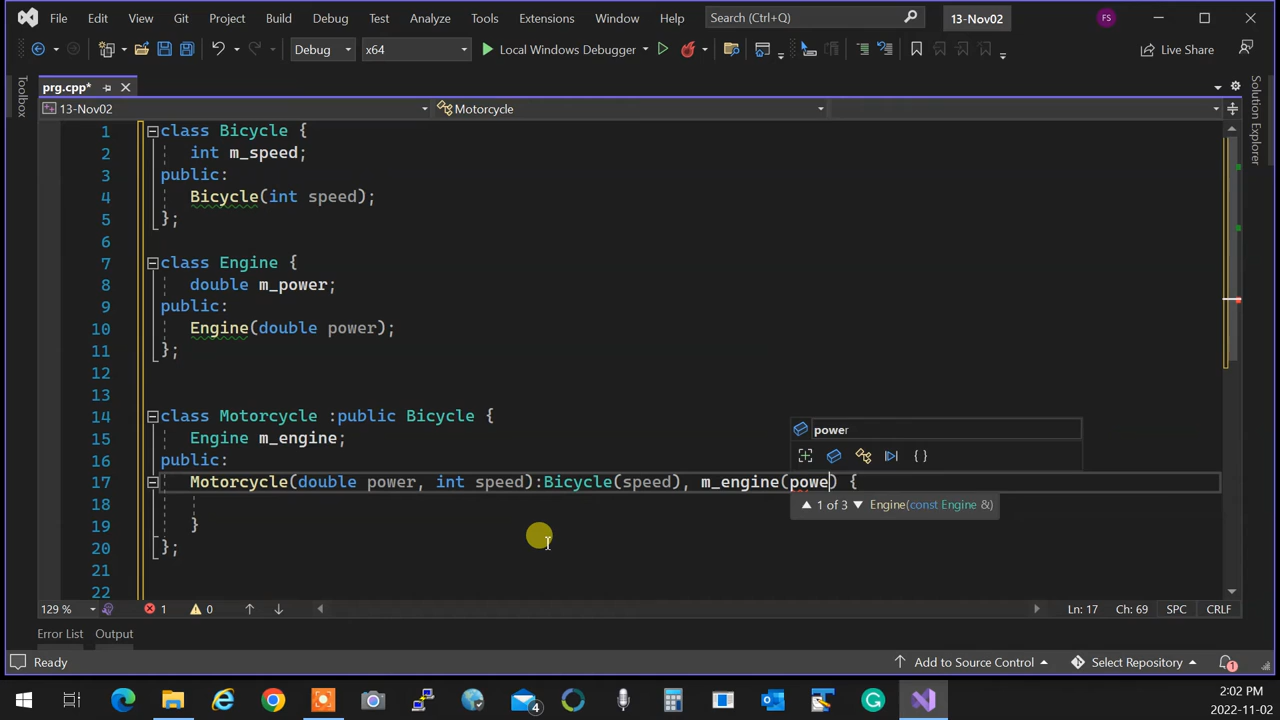 File Edit View Git Project Build Debug Test Analyze Tools Extensions Window Help Search (Ctrl+Q) 13-Nov02 FS
Debug x64 Local Windows Debugger Live Share
Toolbox
Solution Explorer
prg.cpp*
13-Nov02 Motorcycle
1 class Bicycle {
2 int m_speed;
3 public:
4 Bicycle(int speed);
5 };
6
7 class Engine {
8 double m_power;
9 public:
10 Engine(double power);
11 };
12
13
14 class Motorcycle :public Bicycle {
15 Engine m_engine;
16 public:
17 Motorcycle(double power, int speed):Bicycle(speed), m_engine(powe) {
18
19 }
20 };
21
22
power
{ }
1 of 3 Engine(const Engine &)
129 % 1 0 Ln: 17 Ch: 69 SPC CRLF
Error List Output
Ready Add to Source Control Select Repository 1
4
2:02 PM
2022-11-02